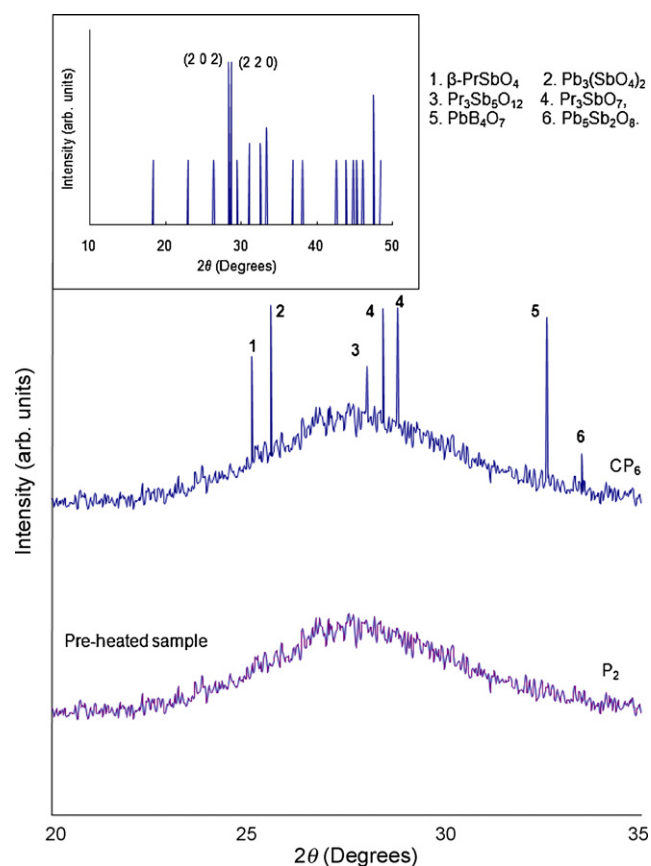 Intensity (arb. units)
(2 0 2) (2 2 0)
10 20 30 40 50
2θ (Degrees)
1. β-PrSbO₄ 2. Pb₃(SbO₄)₂
3. Pr₃Sb₅O₁₂ 4. Pr₃SbO₇,
5. PbB₄O₇ 6. Pb₅Sb₂O₈.
Intensity (arb. units)
1 2 3 4 4 5 6
CP₆
Pre-heated sample
P₂
20 25 30 35
2θ (Degrees)